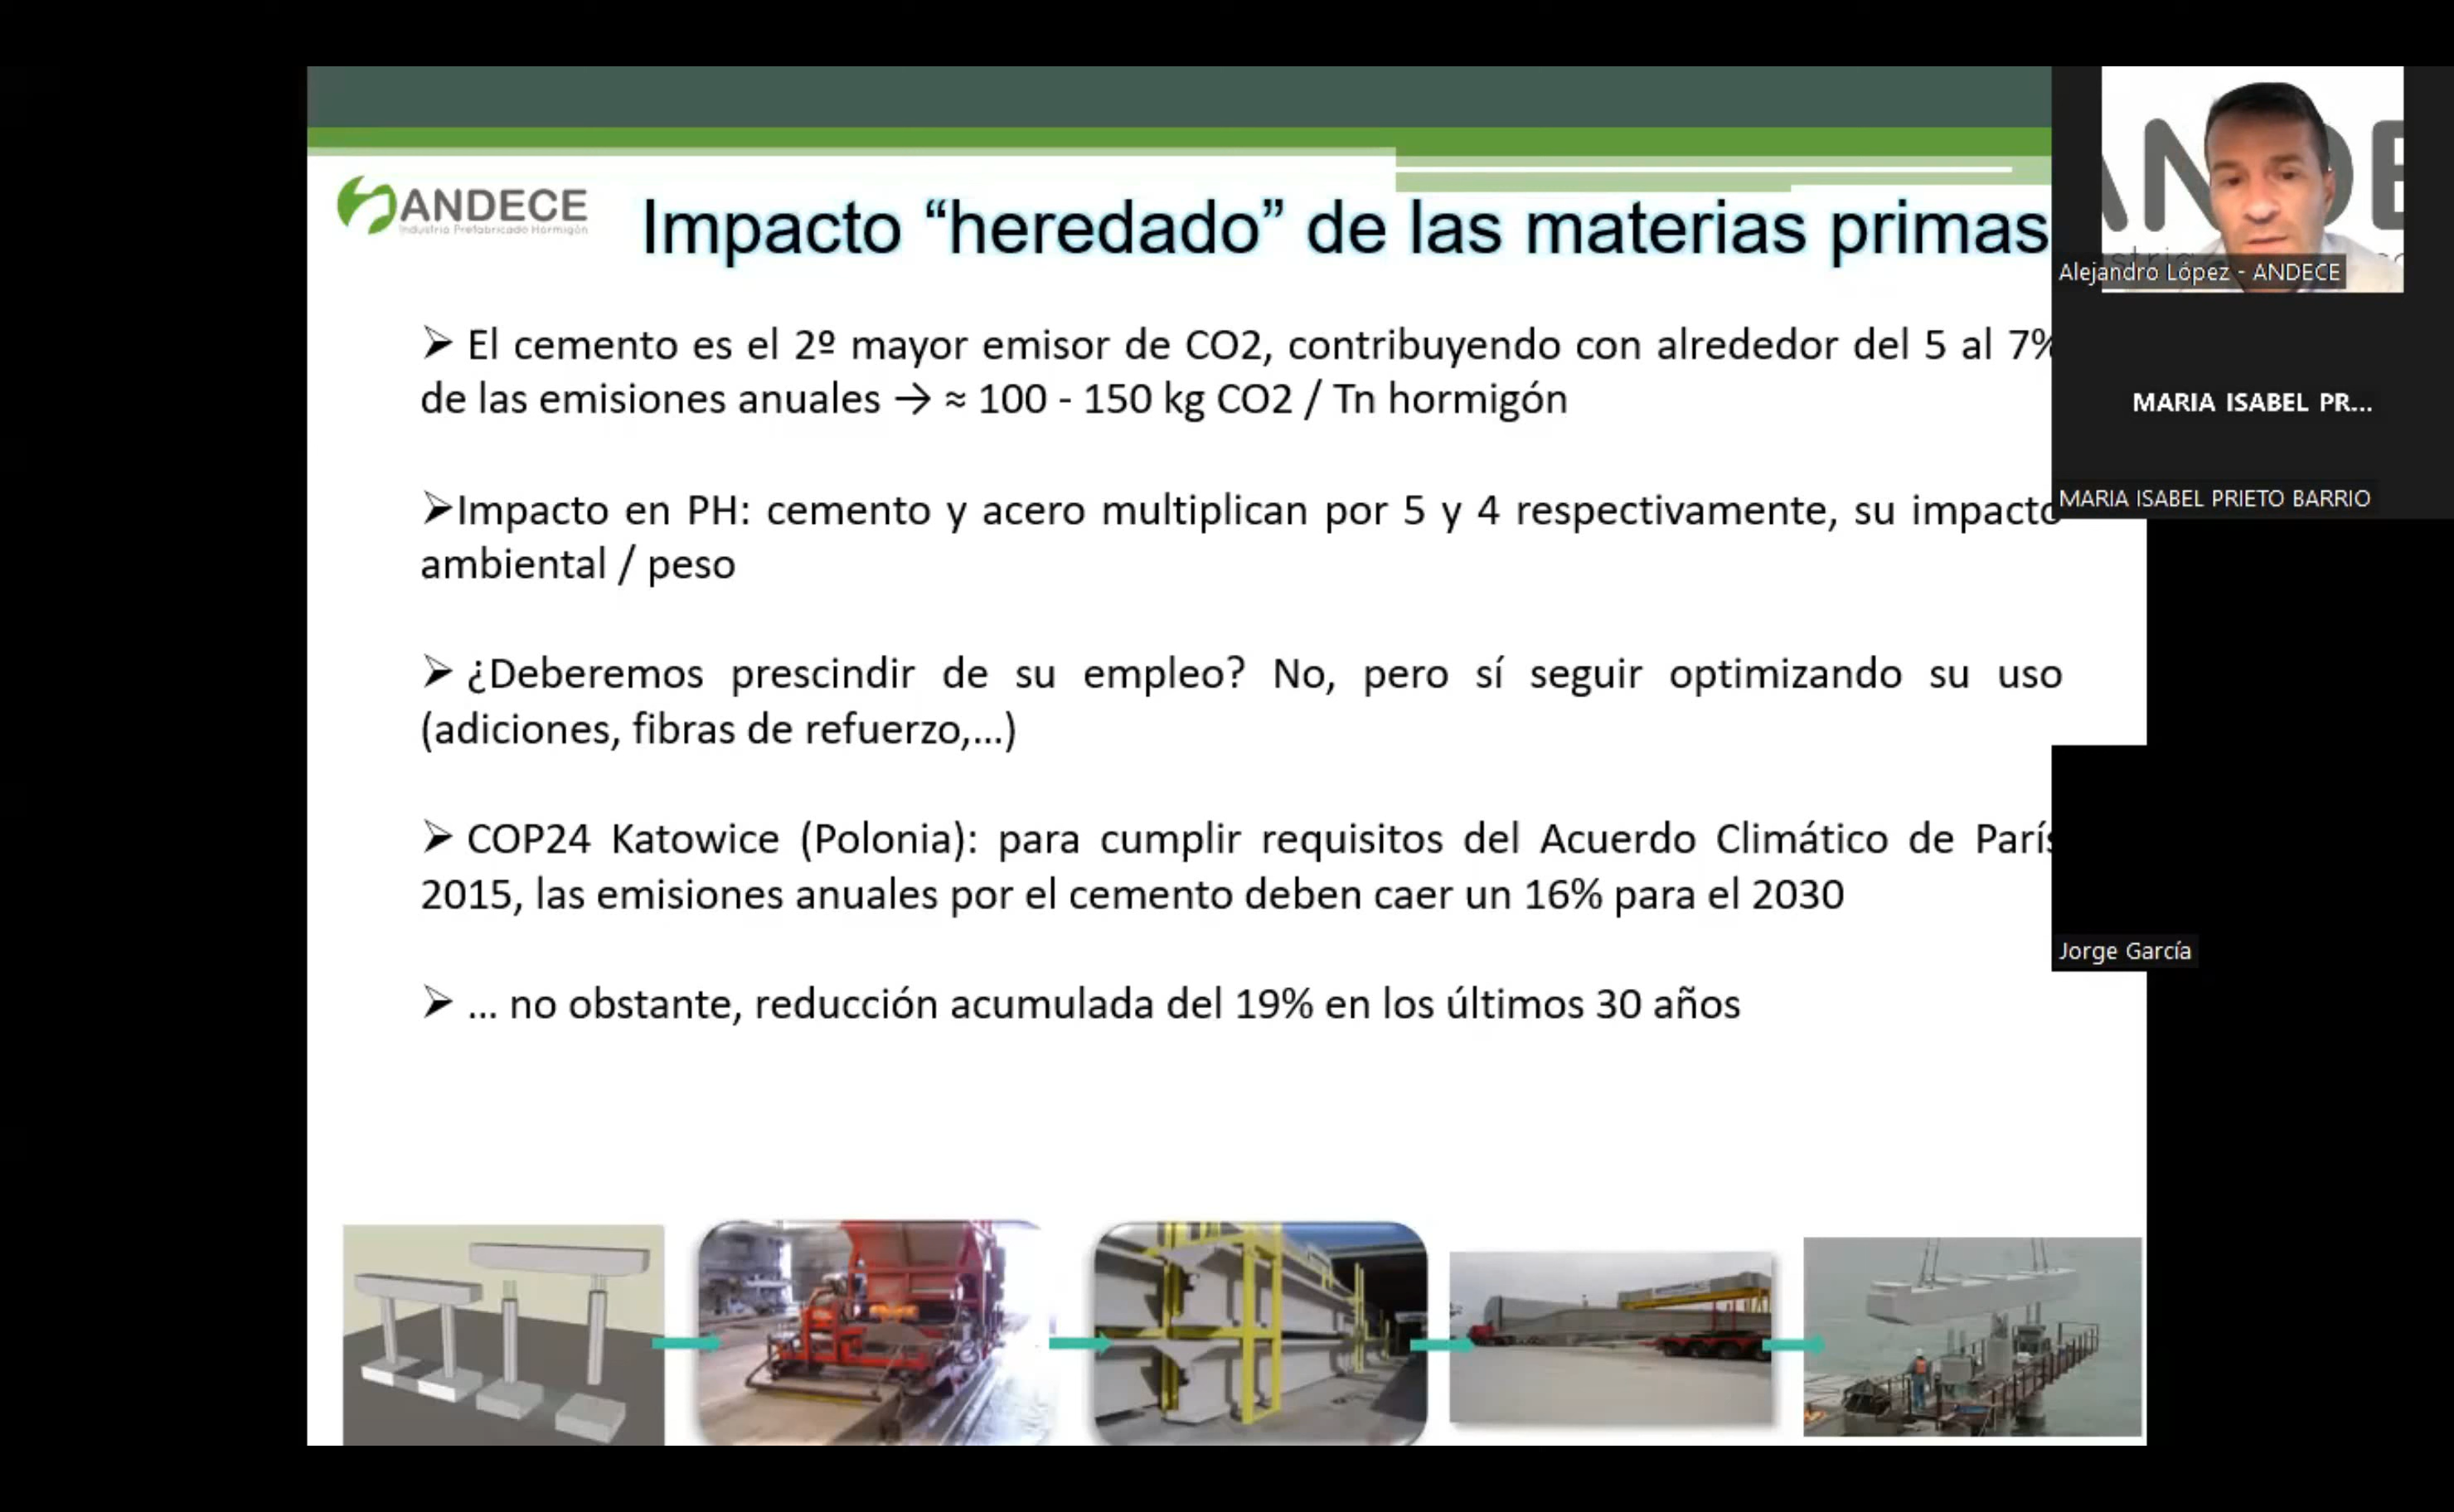 ANDECE
Industria Prefabricado Hormigón
Impacto “heredado” de las materias primas
➢ El cemento es el 2º mayor emisor de CO2, contribuyendo con alrededor del 5 al 7%
de las emisiones anuales → ≈ 100 - 150 kg CO2 / Tn hormigón
➢Impacto en PH: cemento y acero multiplican por 5 y 4 respectivamente, su impacto
ambiental / peso
➢ ¿Deberemos prescindir de su empleo? No, pero sí seguir optimizando su uso
(adiciones, fibras de refuerzo,...)
➢ COP24 Katowice (Polonia): para cumplir requisitos del Acuerdo Climático de París
2015, las emisiones anuales por el cemento deben caer un 16% para el 2030
➢ ... no obstante, reducción acumulada del 19% en los últimos 30 años
ANDE
Alejandro López - ANDECE
MARIA ISABEL PR...
MARIA ISABEL PRIETO BARRIO
Jorge García